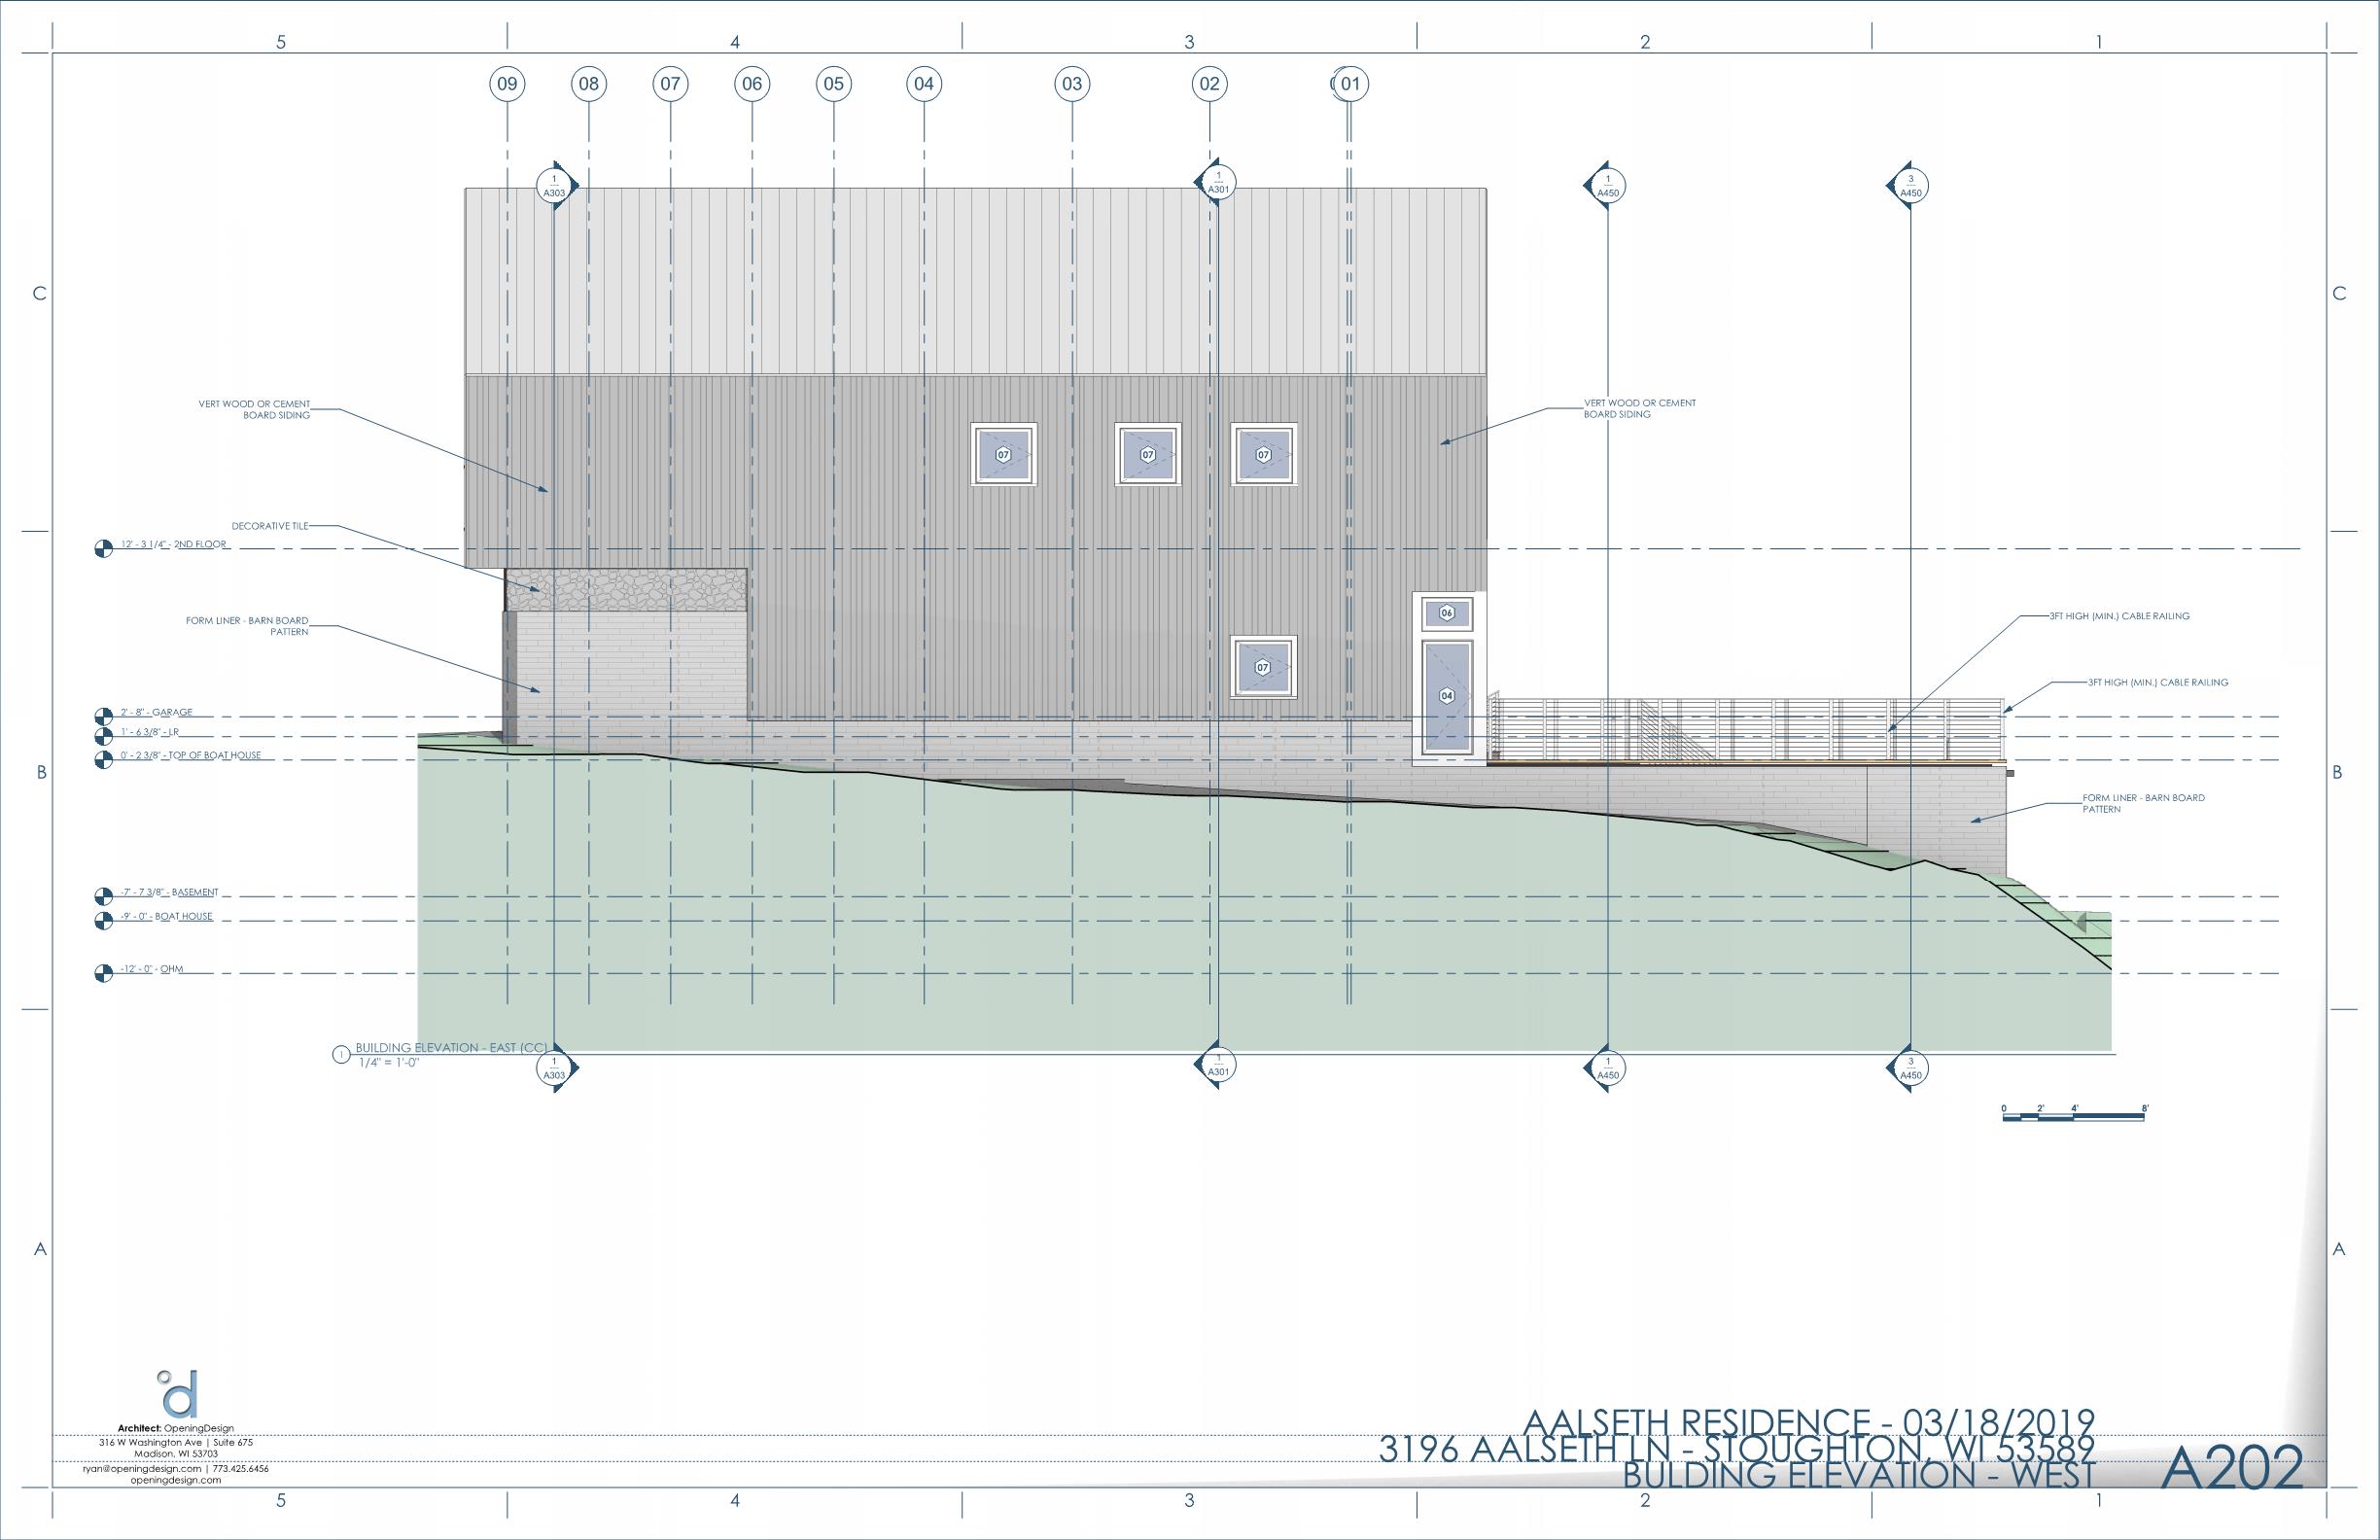 5 4 3 2 1
09 08 07 06 05 04 03 02 01
1
A303
1
A301
1
A450
3
A450
C C
VERT WOOD OR CEMENT
BOARD SIDING
VERT WOOD OR CEMENT
BOARD SIDING
07 07 07
DECORATIVE TILE
12' - 3 1/4" - 2ND FLOOR
06
FORM LINER - BARN BOARD
PATTERN
3FT HIGH (MIN.) CABLE RAILING
07
04
3FT HIGH (MIN.) CABLE RAILING
2' - 8" - GARAGE
1' - 6 3/8" - LR
0' - 2 3/8" - TOP OF BOAT HOUSE
B B
FORM LINER - BARN BOARD
PATTERN
-7' - 7 3/8" - BASEMENT
-9' - 0" - BOAT HOUSE
-12' - 0" - OHM
1 BUILDING ELEVATION - EAST (CC)
1/4" = 1'-0"
1
A303
1
A301
1
A450
3
A450
0 2' 4' 8'
A A
d
Architect: OpeningDesign
316 W Washington Ave | Suite 675
Madison, WI 53703
ryan@openingdesign.com | 773.425.6456
openingdesign.com
AALSETH RESIDENCE - 03/18/2019
3196 AALSETH LN - STOUGHTON, WI 53589
BULDING ELEVATION - WEST
A202
5 4 3 2 1